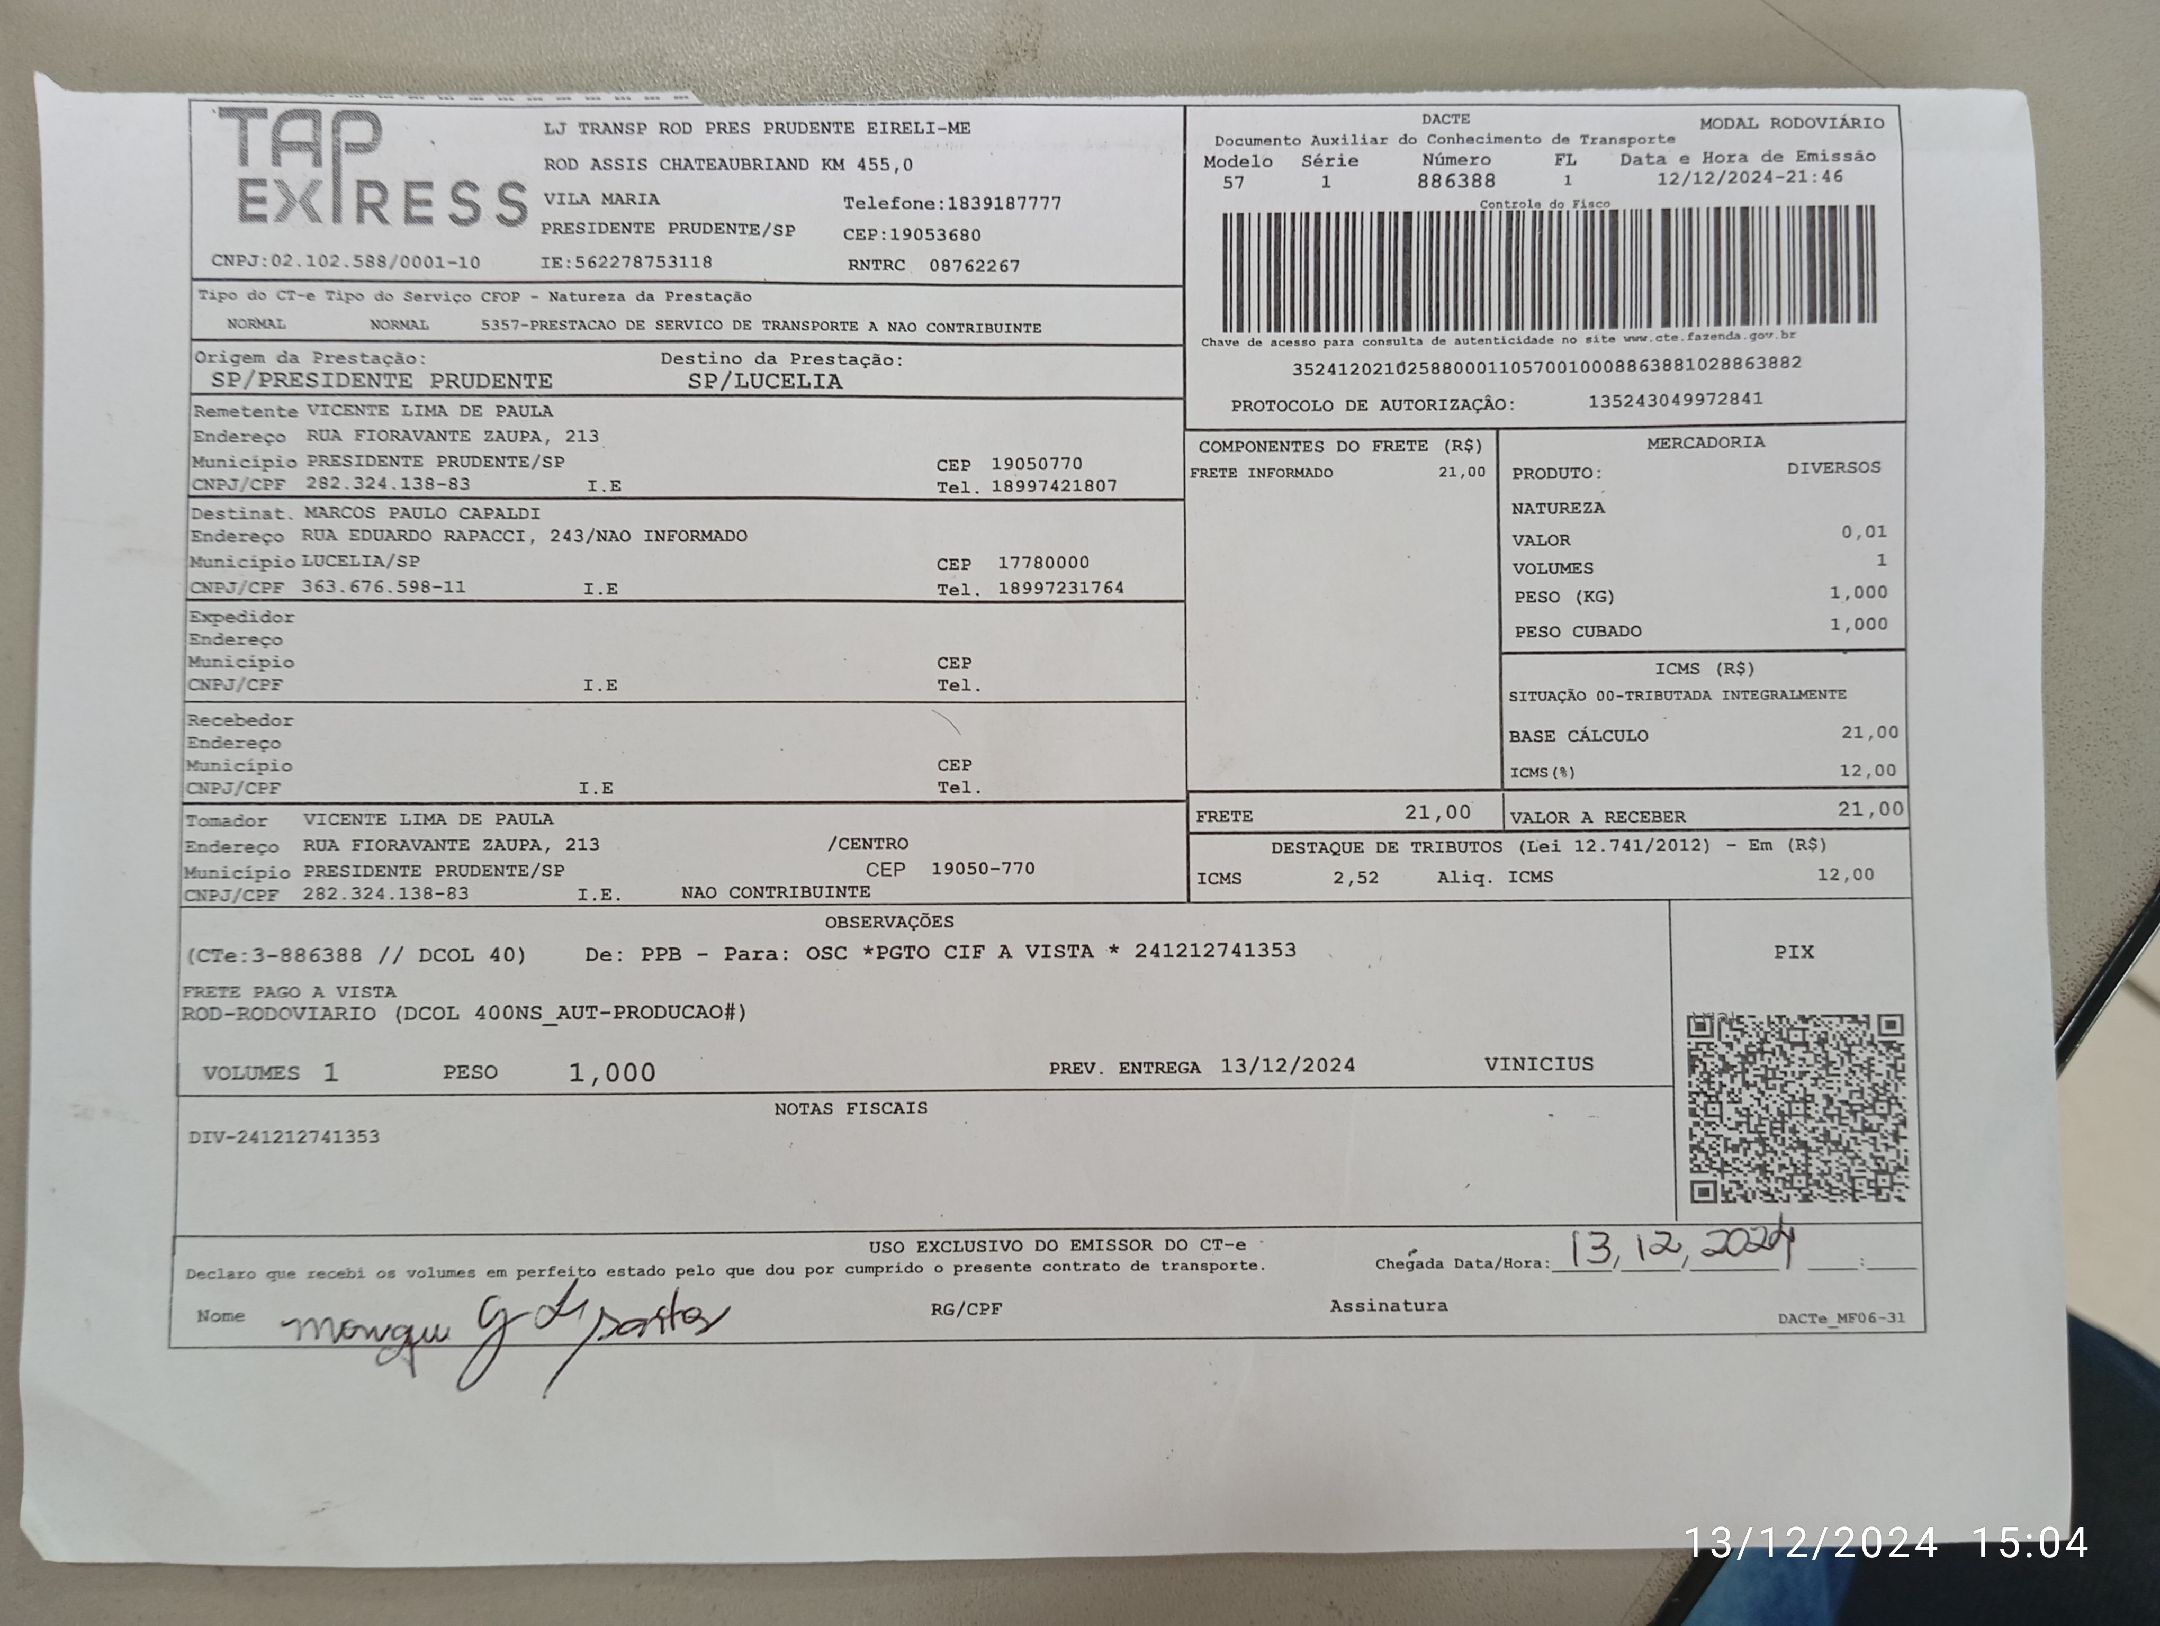 TAP EXPRESS
LJ TRANSP ROD PRES PRUDENTE EIRELI-ME
ROD ASSIS CHATEAUBRIAND KM 455,0
VILA MARIA Telefone:1839187777
PRESIDENTE PRUDENTE/SP CEP:19053680
CNPJ:02.102.588/0001-10 IE:562278753118 RNTRC 08762267
DACTE MODAL RODOVIÁRIO
Documento Auxiliar do Conhecimento de Transporte
Modelo Série Número FL Data e Hora de Emissão
57 1 886388 1 12/12/2024-21:46
Controle do Fisco
Chave de acesso para consulta de autenticidade no site www.cte.fazenda.gov.br
35241202102588000110570010008863881028863882
PROTOCOLO DE AUTORIZAÇÂO: 135243049972841
Tipo do CT-e Tipo do Serviço CFOP - Natureza da Prestação
NORMAL NORMAL 5357-PRESTACAO DE SERVICO DE TRANSPORTE A NAO CONTRIBUINTE
Origem da Prestação: Destino da Prestação:
SP/PRESIDENTE PRUDENTE SP/LUCELIA
Remetente VICENTE LIMA DE PAULA
Endereço RUA FIORAVANTE ZAUPA, 213
Município PRESIDENTE PRUDENTE/SP CEP 19050770
CNPJ/CPF 282.324.138-83 I.E Tel. 18997421807
Destinat. MARCOS PAULO CAPALDI
Endereço RUA EDUARDO RAPACCI, 243/NAO INFORMADO
Município LUCELIA/SP CEP 17780000
CNPJ/CPF 363.676.598-11 I.E Tel. 18997231764
Expedidor
Endereço
Município CEP
CNPJ/CPF I.E Tel.
Recebedor
Endereço
Município CEP
CNPJ/CPF I.E Tel.
Tomador VICENTE LIMA DE PAULA
Endereço RUA FIORAVANTE ZAUPA, 213 /CENTRO
Município PRESIDENTE PRUDENTE/SP CEP 19050-770
CNPJ/CPF 282.324.138-83 I.E. NAO CONTRIBUINTE
COMPONENTES DO FRETE (R$)
FRETE INFORMADO 21,00
MERCADORIA
PRODUTO: DIVERSOS
NATUREZA
VALOR 0,01
VOLUMES 1
PESO (KG) 1,000
PESO CUBADO 1,000
ICMS (R$)
SITUAÇÃO 00-TRIBUTADA INTEGRALMENTE
BASE CÁLCULO 21,00
ICMS(%) 12,00
FRETE 21,00 VALOR A RECEBER 21,00
DESTAQUE DE TRIBUTOS (Lei 12.741/2012) - Em (R$)
ICMS 2,52 Aliq. ICMS 12,00
OBSERVAÇÕES
(CTe:3-886388 // DCOL 40) De: PPB - Para: OSC *PGTO CIF A VISTA * 241212741353
FRETE PAGO A VISTA
ROD-RODOVIARIO (DCOL 400NS_AUT-PRODUCAO#)
VOLUMES 1 PESO 1,000 PREV. ENTREGA 13/12/2024 VINICIUS
PIX
NOTAS FISCAIS
DIV-241212741353
USO EXCLUSIVO DO EMISSOR DO CT-e
Declaro que recebi os volumes em perfeito estado pelo que dou por cumprido o presente contrato de transporte.
Chegada Data/Hora: 13, 12, 2024 :
Nome RG/CPF Assinatura
DACTe_MF06-31
13/12/2024 15:04